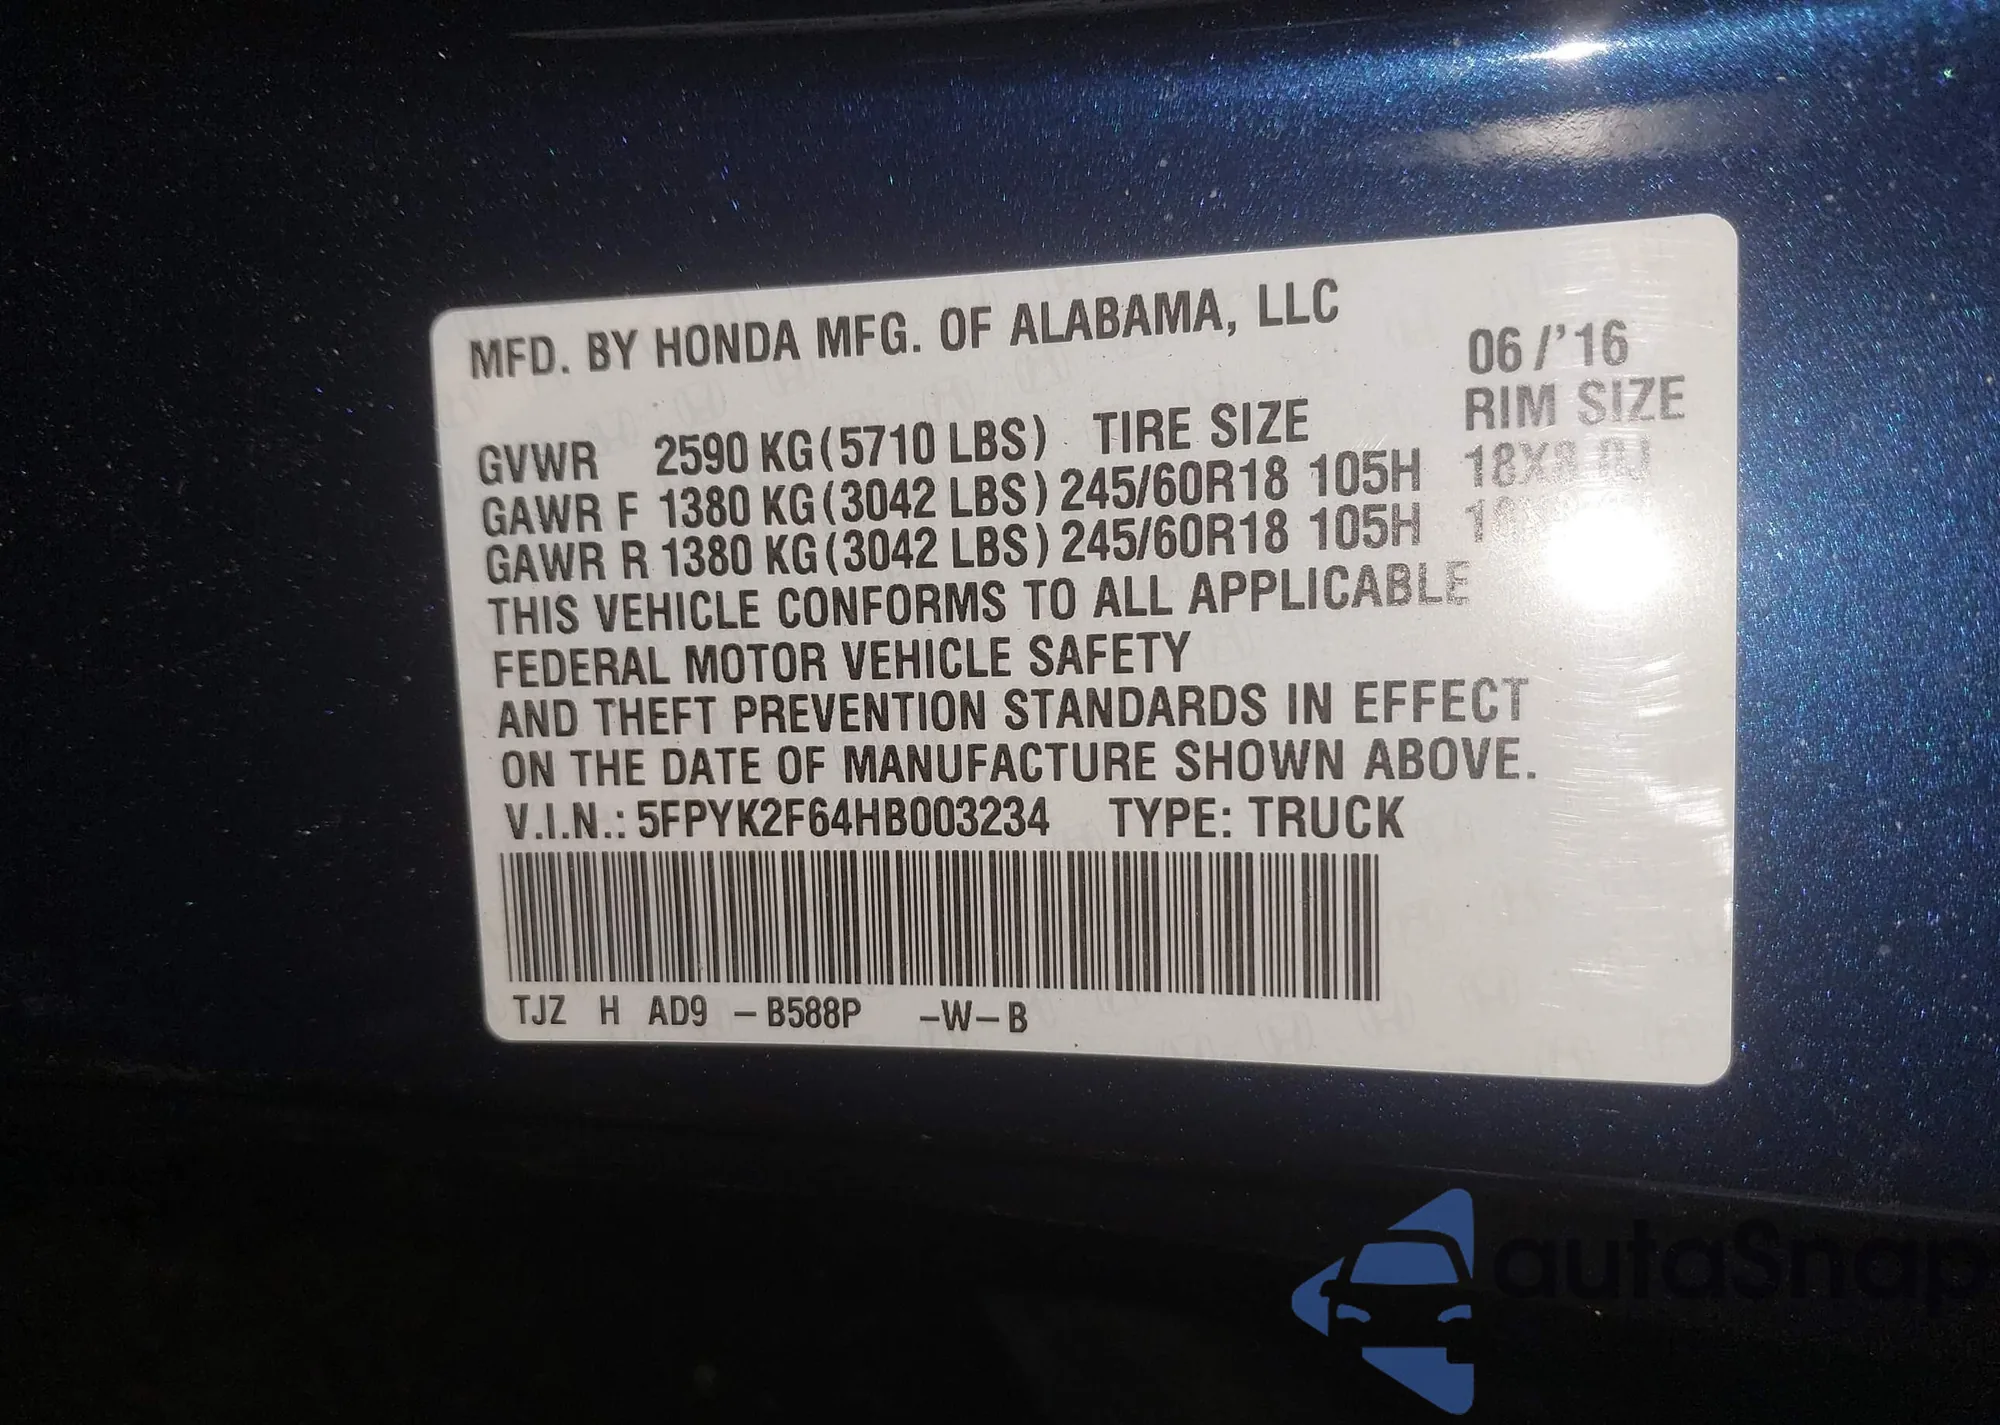 MFD. BY HONDA MFG. OF ALABAMA, LLC 06/'16
GVWR 2590 KG(5710 LBS) TIRE SIZE RIM SIZE
GAWR F 1380 KG(3042 LBS) 245/60R18 105H 18X8.0J
GAWR R 1380 KG(3042 LBS) 245/60R18 105H
THIS VEHICLE CONFORMS TO ALL APPLICABLE
FEDERAL MOTOR VEHICLE SAFETY
AND THEFT PREVENTION STANDARDS IN EFFECT
ON THE DATE OF MANUFACTURE SHOWN ABOVE.
V.I.N.: 5FPYK2F64HB003234 TYPE: TRUCK
TJZ H AD9 –B588P –W–B
autaSnap